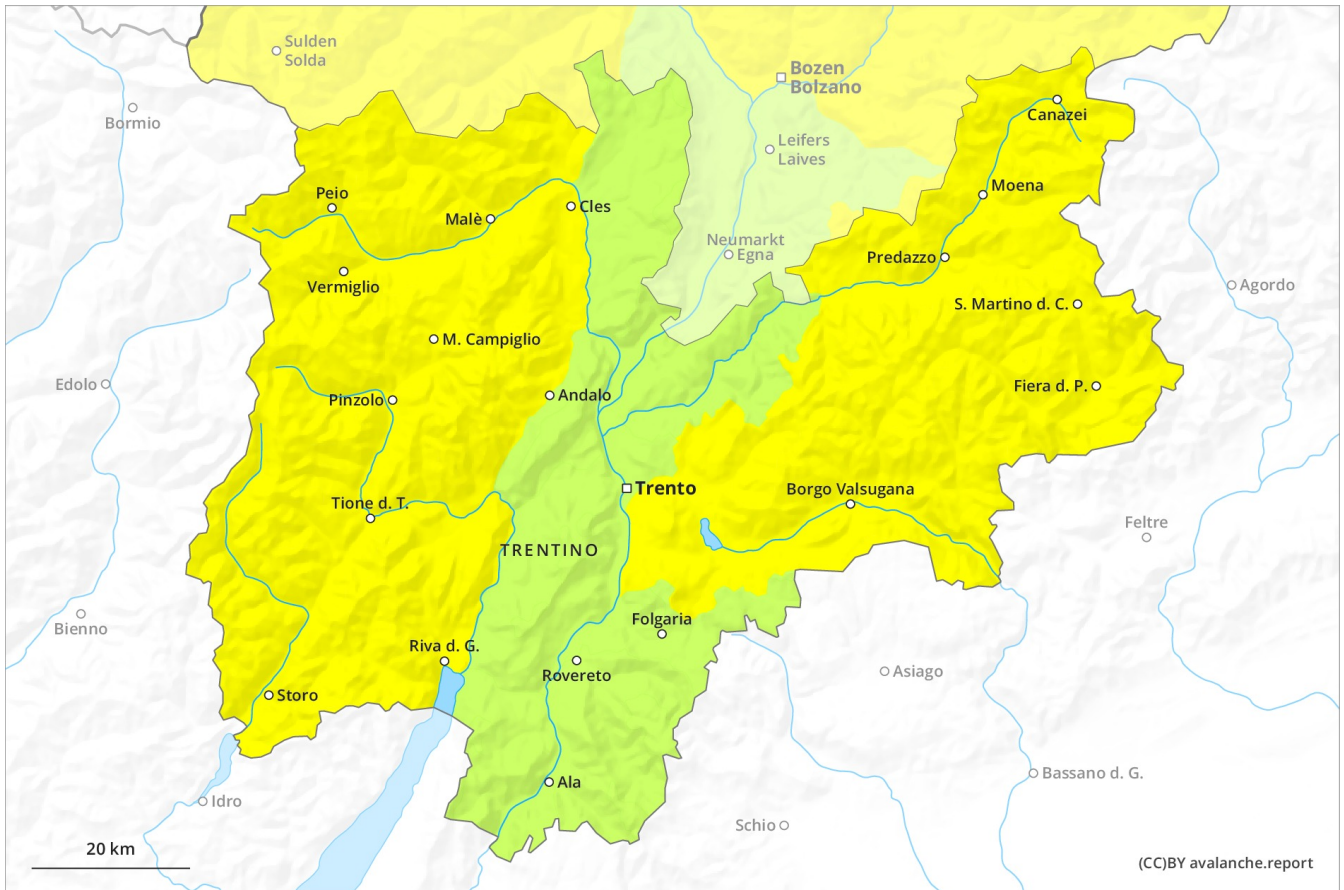 Sulden
Solda
Bozen
Bolzano
Bormio
Canazei
Leifers
Laives
Moena
Peio
Cles
Malè
Neumarkt
Egna
Predazzo
Vermiglio
Agordo
S. Martino d. C.
M. Campiglio
Edolo
Fiera d. P.
Andalo
Pinzolo
Trento
Borgo Valsugana
Tione d. T.
Feltre
TRENTINO
Folgaria
Bienno
Riva d. G.
Asiago
Rovereto
Storo
Bassano d. G.
Ala
Idro
Schio
20 km
(CC)BY avalanche.report